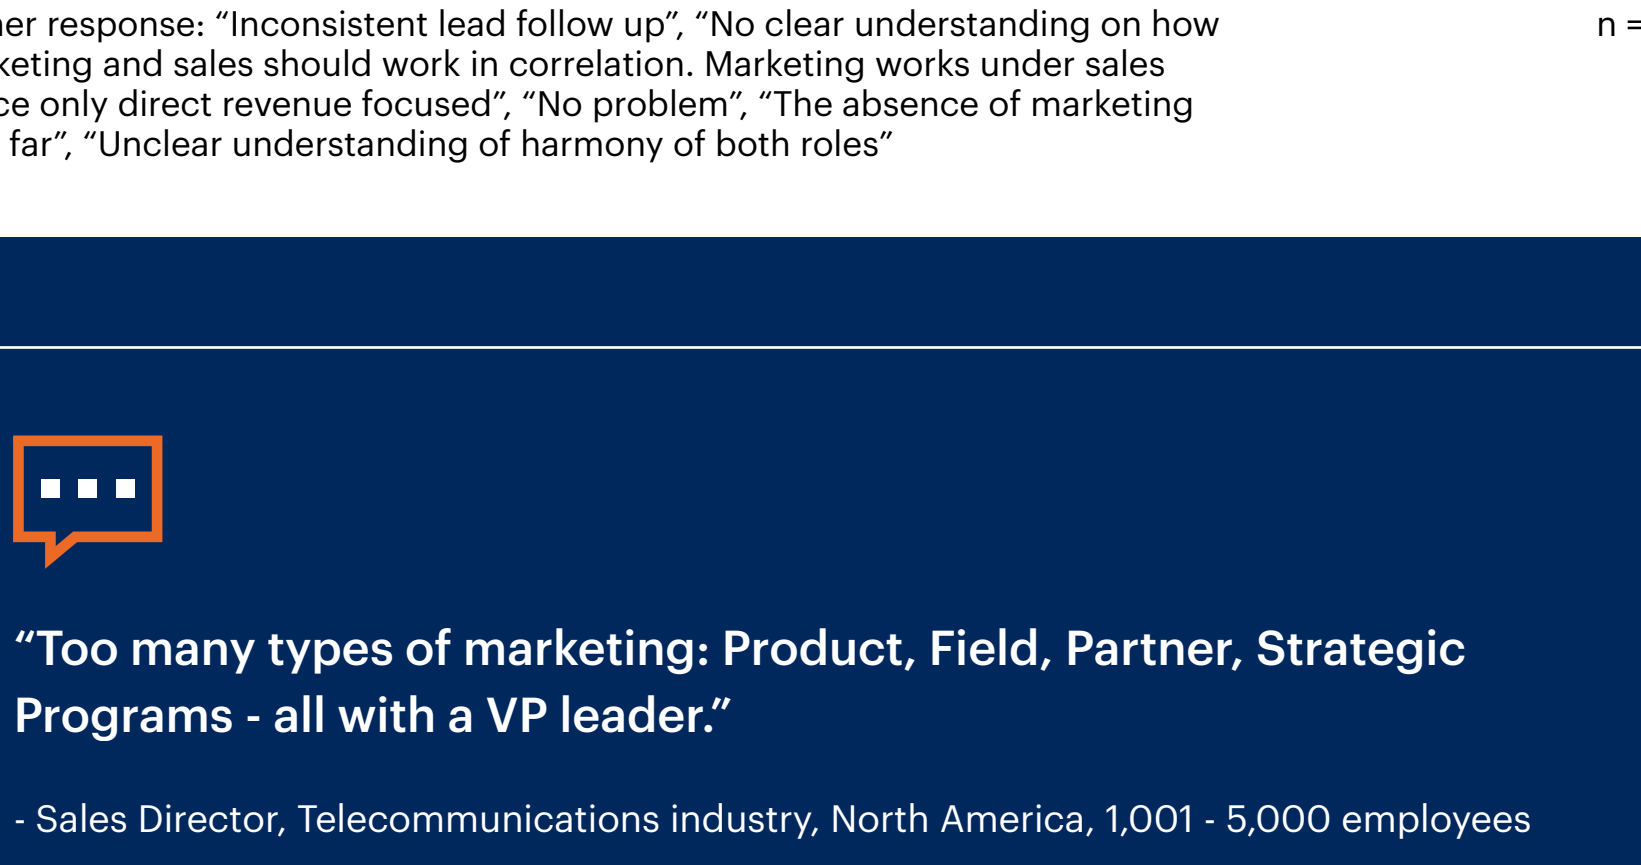 er response: “Inconsistent lead follow up”, “No clear understanding on how n =
keting and sales should work in correlation. Marketing works under sales
ce only direct revenue focused”, “No problem”, “The absence of marketing
far”, “Unclear understanding of harmony of both roles”
“Too many types of marketing: Product, Field, Partner, Strategic
Programs - all with a VP leader.”
- Sales Director, Telecommunications industry, North America, 1,001 - 5,000 employees